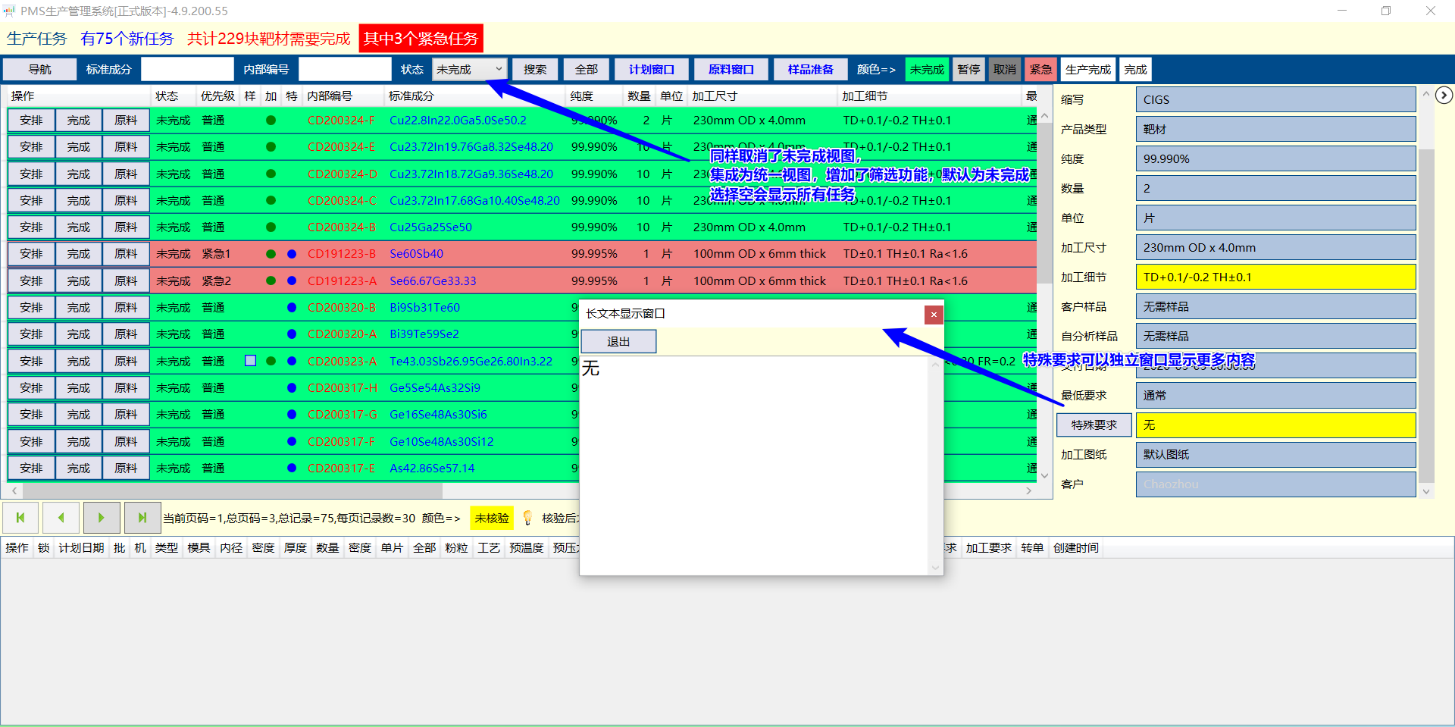 PMS生产管理系统[正式版本]-4.9.200.55
生产任务 有75个新任务 共计229块靶材需要完成 其中3个紧急任务
导航 标准成分 内部编号 状态 未完成 搜索 全部 计划窗口 原料窗口 样品准备 颜色=> 未完成 暂停 取消 紧急 生产完成 完成
操作 状态 优先级 样 加 特 内部编号 标准成分 纯度 数量 单位 加工尺寸 加工细节 最
安排 完成 原料 未完成 普通 CD200324-F Cu22.8In22.0Ga5.0Se50.2 99.990% 2 片 230mm OD x 4.0mm TD+0.1/-0.2 TH±0.1 通
安排 完成 原料 未完成 普通 CD200324-E Cu23.72In19.76Ga8.32Se48.20 99.990% 10 片
安排 完成 原料 未完成 普通 CD200324-D Cu23.72In18.72Ga9.36Se48.20 99.990% 10 片
安排 完成 原料 未完成 普通 CD200324-C Cu23.72In17.68Ga10.40Se48.20 99.990% 10 片
安排 完成 原料 未完成 普通 CD200324-B Cu25Ga25Se50 99.990% 10 片 230mm OD x 4.0mm TD+0.1/-0.2 TH±0.1 通
安排 完成 原料 未完成 紧急1 CD191223-B Se60Sb40 99.995% 1 片 100mm OD x 6mm thick TD±0.1 TH±0.1 Ra<1.6
安排 完成 原料 未完成 紧急2 CD191223-A Se66.67Ge33.33 99.995% 1 片 100mm OD x 6mm thick TD±0.1 TH±0.1 Ra<1.6
安排 完成 原料 未完成 普通 CD200320-B Bi9Sb31Te60
安排 完成 原料 未完成 普通 CD200320-A Bi39Te59Se2
安排 完成 原料 未完成 普通 CD200323-A Te43.03Sb26.95Ge26.80In3.22 FR=0.2 通
安排 完成 原料 未完成 普通 CD200317-H Ge5Se54As32Si9 通
安排 完成 原料 未完成 普通 CD200317-G Ge16Se48As30Si6 通
安排 完成 原料 未完成 普通 CD200317-F Ge10Se48As30Si12 通
安排 完成 原料 未完成 普通 CD200317-E As42.86Se57.14 通
同样取消了未完成视图，
集成为统一视图，增加了筛选功能，默认为未完成
选择空会显示所有任务
长文本显示窗口
退出
无
特殊要求可以独立窗口显示更多内容
缩写 CIGS
产品类型 靶材
纯度 99.990%
数量 2
单位 片
加工尺寸 230mm OD x 4.0mm
加工细节 TD+0.1/-0.2 TH±0.1
客户样品 无需样品
自分析样品 无需样品
交付日期
最低要求 通常
特殊要求 无
加工图纸 默认图纸
客户 Chaozhou
当前页码=1,总页码=3,总记录=75,每页记录数=30 颜色=> 未核验 核验后
操作 锁 计划日期 批 机 类型 模具 内径 密度 厚度 数量 密度 单片 全部 粉粒 工艺 预温度 预压 求 加工要求 转单 创建时间